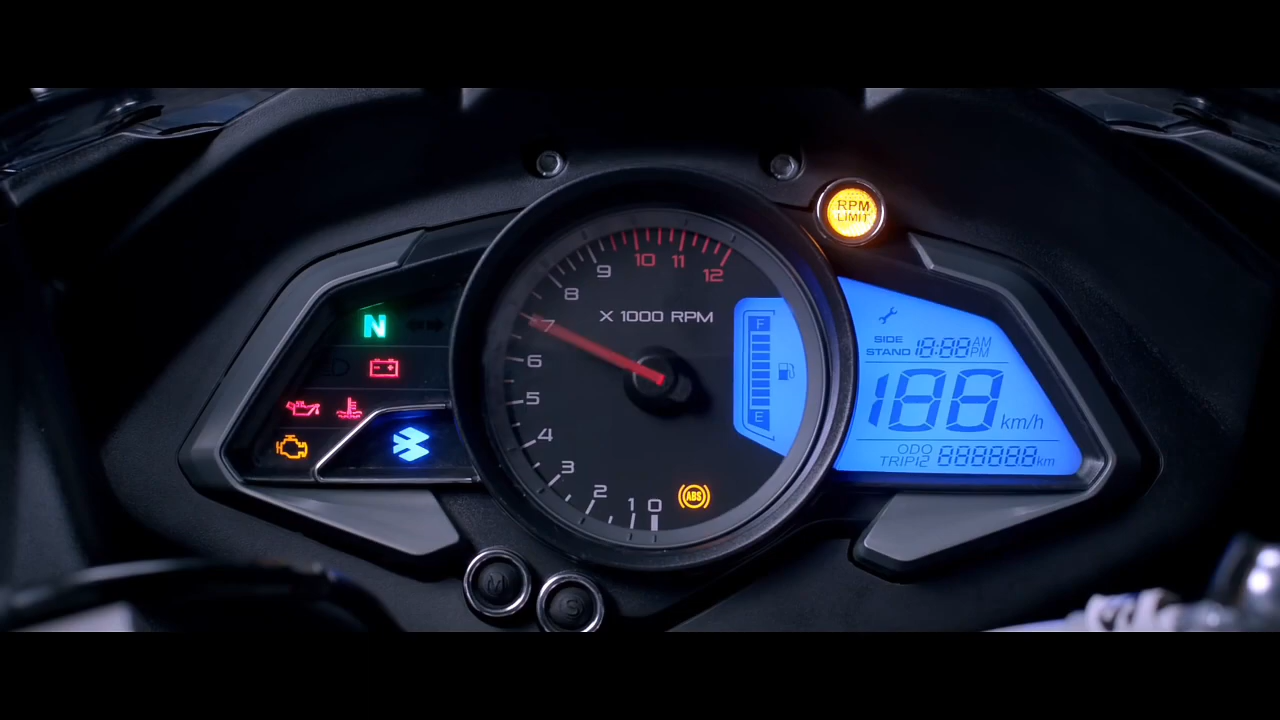 RPM
LIMIT
9
10
11
12
8
X 1000 RPM
7
N
F
SIDE
STAND
18:88
AM
PM
6
188
km/h
5
E
4
ODO
TRIP12
888888
km
3
2
1
0
ABS
M
S